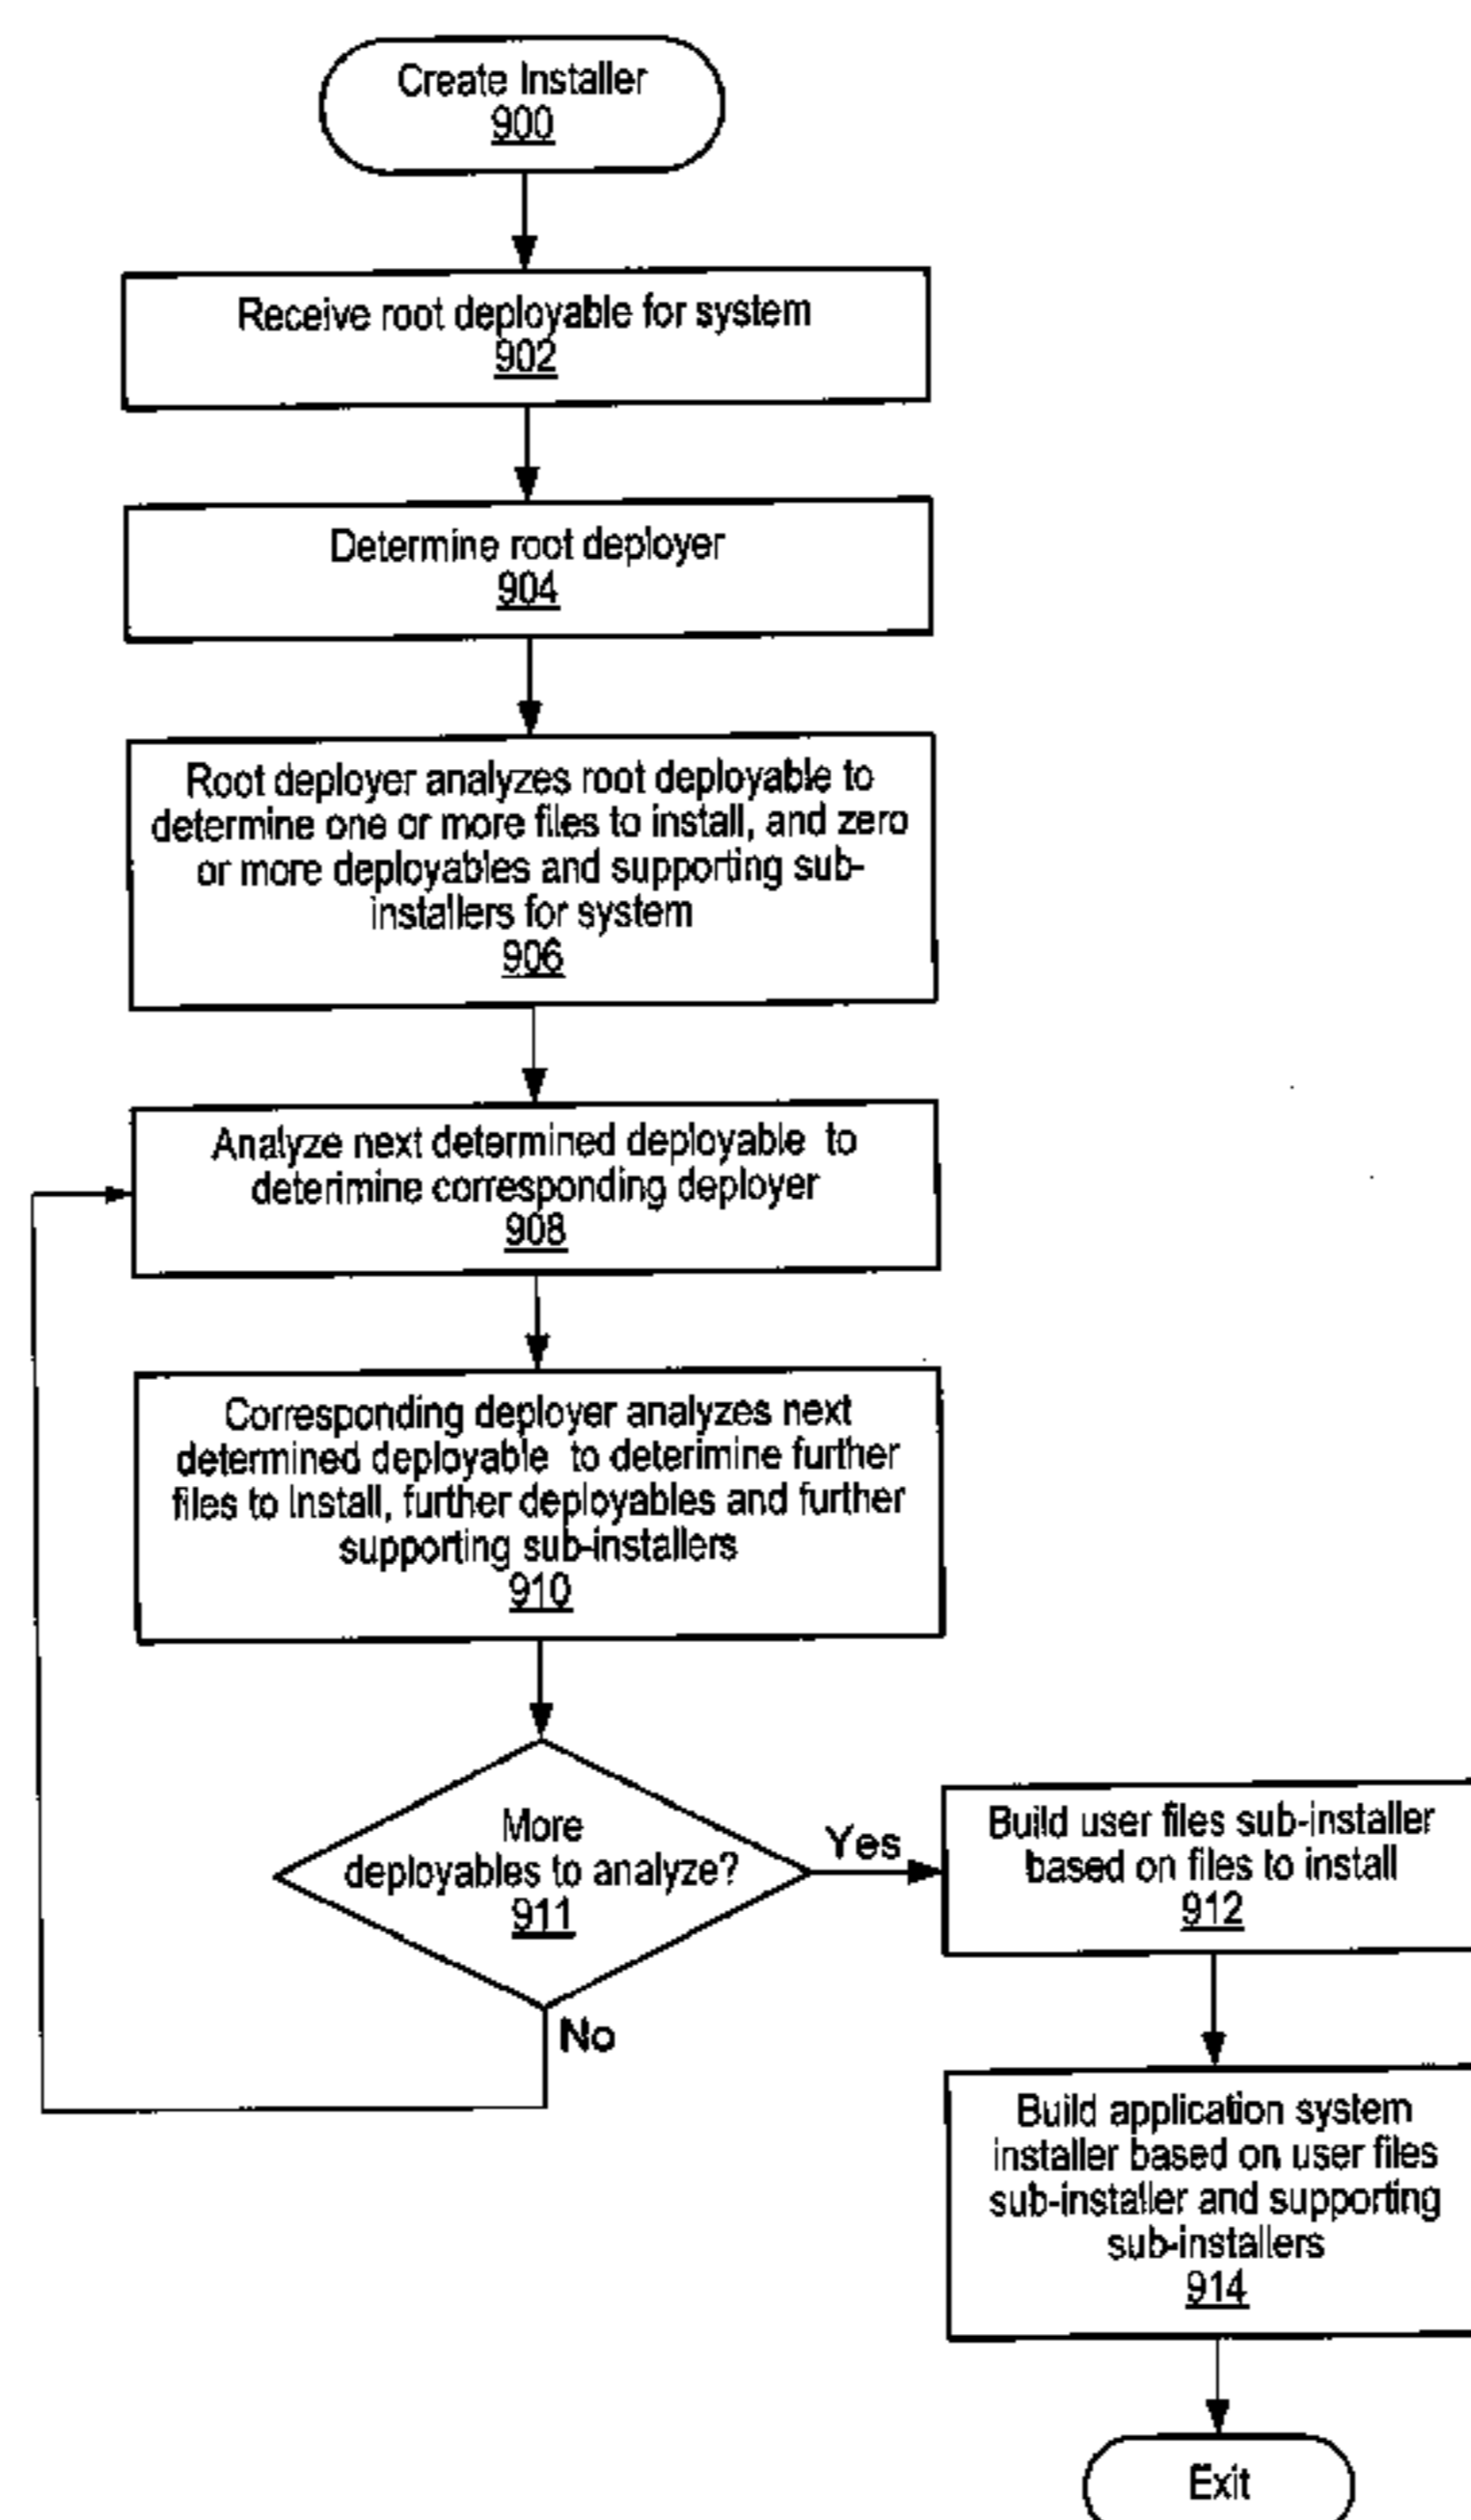 Create Installer
900
Receive root deployable for system
902
Determine root deployer
904
Root deployer analyzes root deployable to
determine one or more files to install, and zero
or more deployables and supporting sub-
installers for system
906
Analyze next determined deployable to
deterimine corresponding deployer
908
Corresponding deployer analyzes next
determined deployable to deterimine further
files to install, further deployables and further
supporting sub-installers
910
More
deployables to analyze?
911
Yes
No
Build user files sub-installer
based on files to install
912
Build application system
installer based on user files
sub-installer and supporting
sub-installers
914
Exit